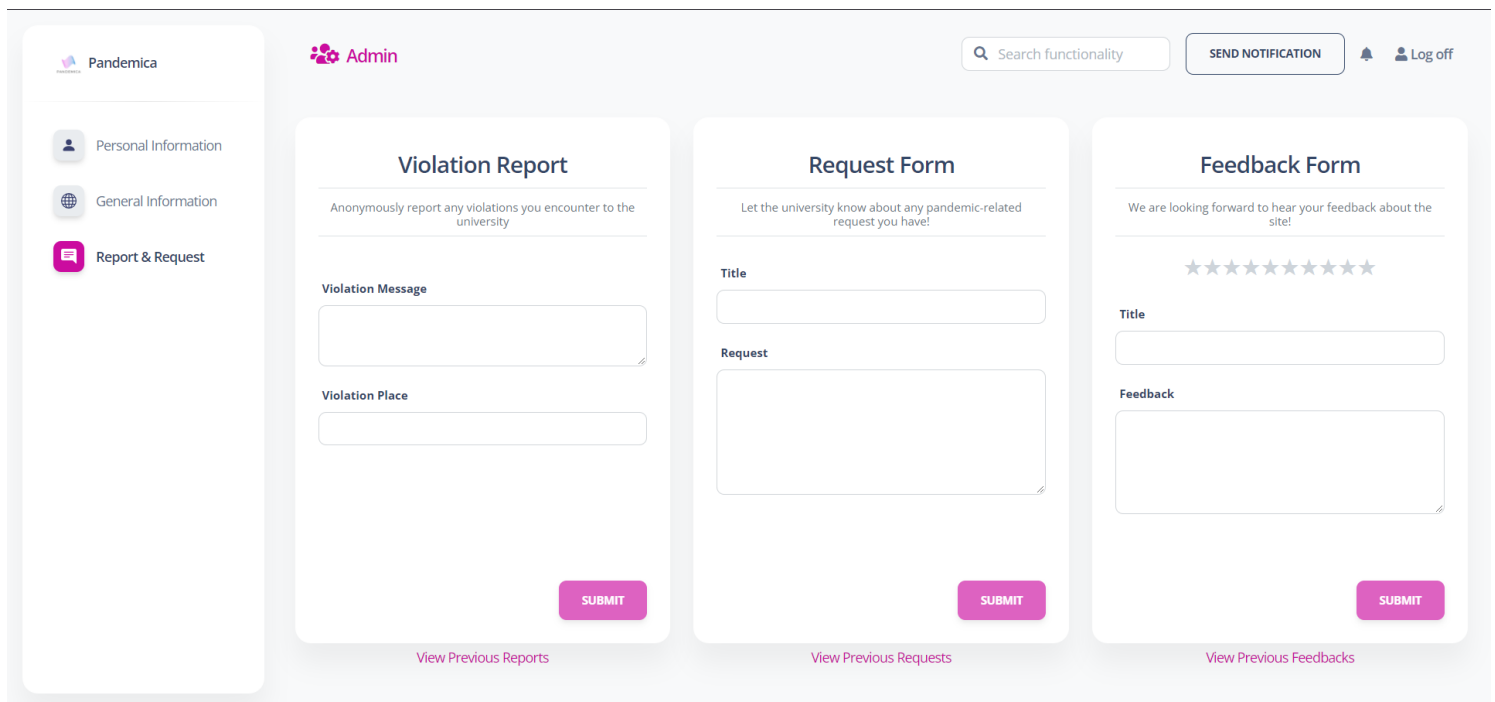 Pandemica
Personal Information
General Information
Report & Request
Admin
Search functionality
SEND NOTIFICATION
Log off
Violation Report
Anonymously report any violations you encounter to the
university
Violation Message
Violation Place
SUBMIT
View Previous Reports
Request Form
Let the university know about any pandemic-related
request you have!
Title
Request
SUBMIT
View Previous Requests
Feedback Form
We are looking forward to hear your feedback about the
site!
Title
Feedback
SUBMIT
View Previous Feedbacks